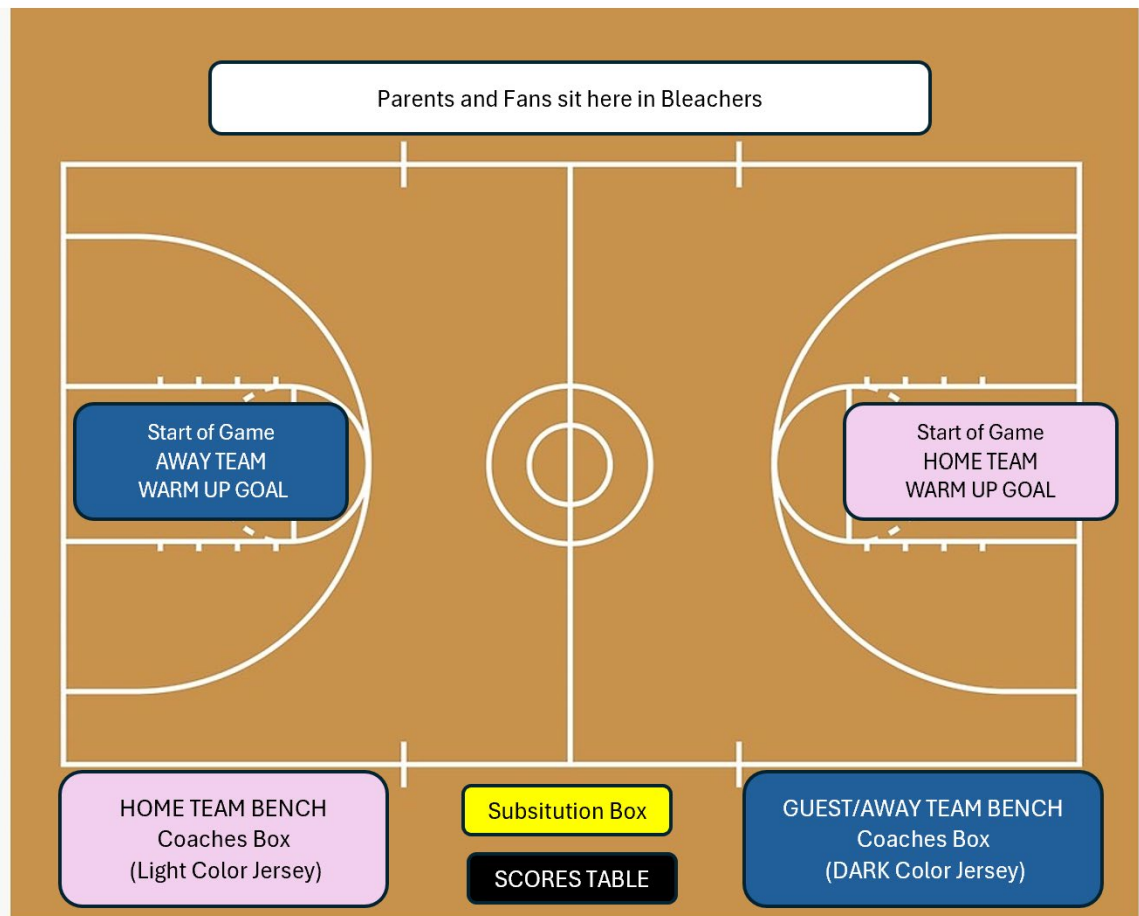 Parents and Fans sit here in Bleachers
Start of Game
AWAY TEAM
WARM UP GOAL
Start of Game
HOME TEAM
WARM UP GOAL
HOME TEAM BENCH
Coaches Box
(Light Color Jersey)
Subsitution Box
SCORES TABLE
GUEST/AWAY TEAM BENCH
Coaches Box
(DARK Color Jersey)